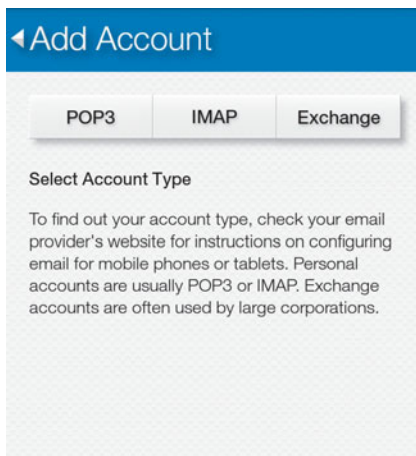 Add Account
POP3 IMAP Exchange
Select Account Type
To find out your account type, check your email
provider's website for instructions on configuring
email for mobile phones or tablets. Personal
accounts are usually POP3 or IMAP. Exchange
accounts are often used by large corporations.